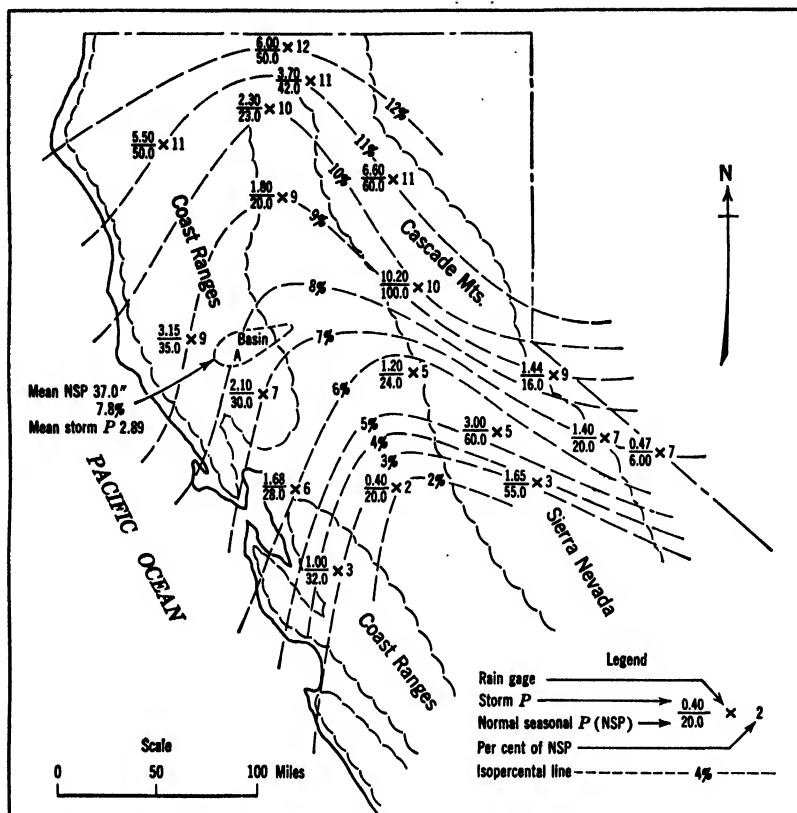 6.00
50.0 × 12
3.70
42.0 × 11
2.30
23.0 × 10
12%
5.50
50.0 × 11
11%
6.60
60.0 × 11
10%
N
1.80
20.0 × 9
9%
Coast Ranges
Cascade Mts.
10.20
100.0 × 10
8%
3.15
35.0 × 9
Basin
A
7%
1.44
16.0 × 9
1.20
24.0 × 5
Mean NSP 37.0"
7.8%
Mean storm P 2.89
2.10
30.0 × 7
6%
5%
3.00
60.0 × 5
1.40
20.0 × 7
0.47
6.00 × 7
4%
3%
1.68
28.0 × 6
0.40
20.0 × 2
2%
1.65
55.0 × 3
PACIFIC OCEAN
1.00
32.0 × 3
Sierra Nevada
Coast Ranges
Legend
Rain gage
Storm P
Normal seasonal P (NSP)
0.40
20.0 × 2
Per cent of NSP
Isopercental line 4%
Scale
0 50 100 Miles